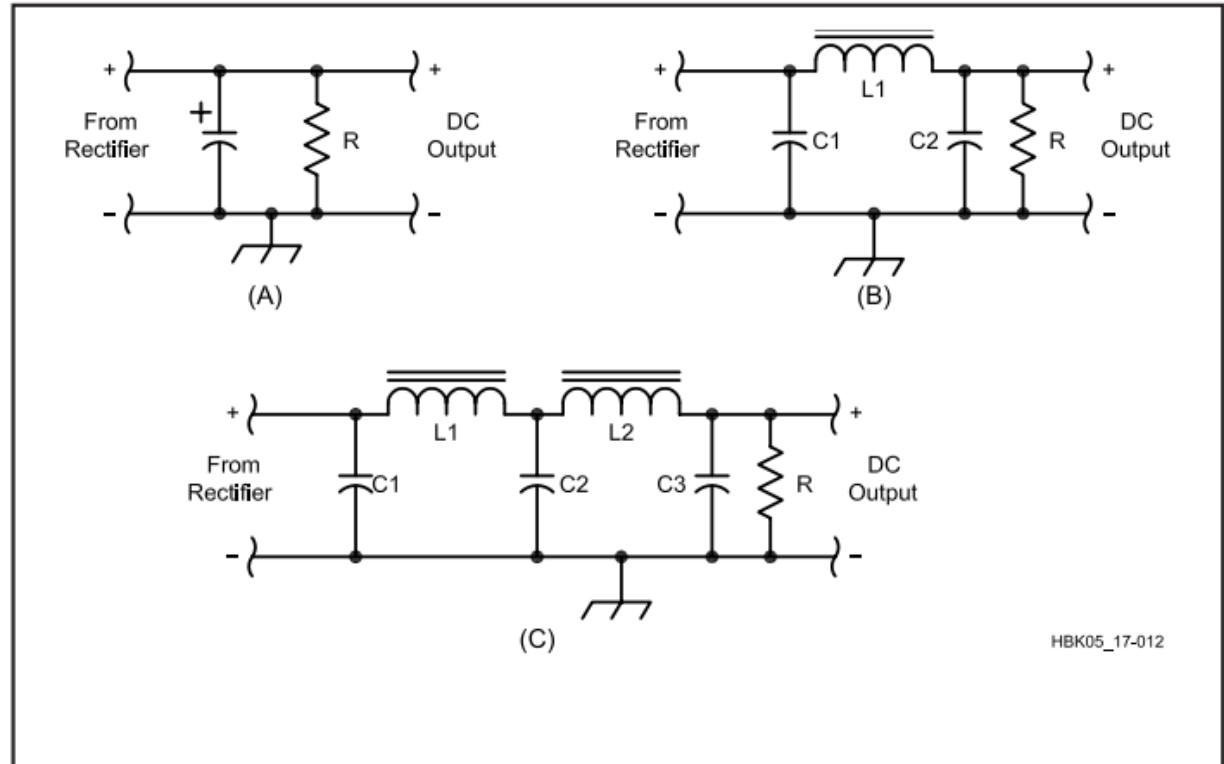 +
From
Rectifier
-
+
R
+
DC
Output
-
(A)
+
From
Rectifier
-
C1
L1
C2
R
+
DC
Output
-
(B)
+
From
Rectifier
-
C1
L1
C2
L2
C3
R
+
DC
Output
-
(C)
HBK05_17-012